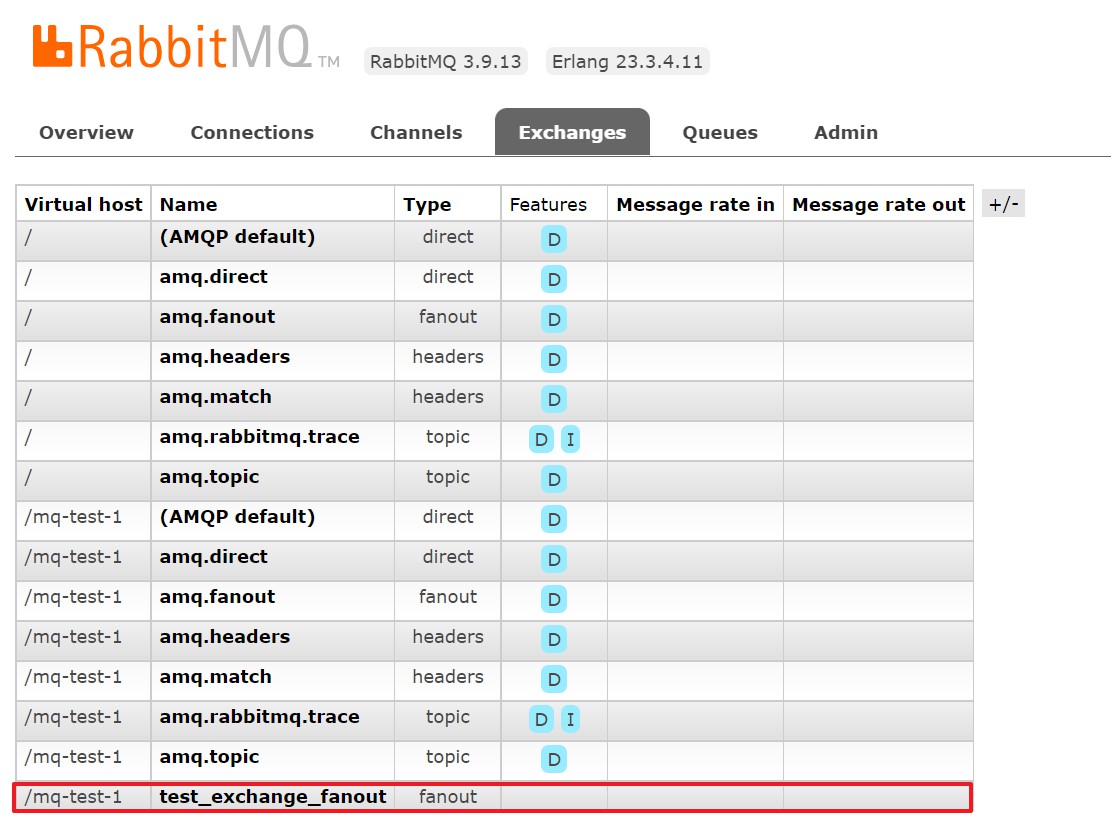 RabbitMQ TM RabbitMQ 3.9.13 Erlang 23.3.4.11
Overview Connections Channels Exchanges Queues Admin
Virtual host Name Type Features Message rate in Message rate out +/-
/ (AMQP default) direct D
/ amq.direct direct D
/ amq.fanout fanout D
/ amq.headers headers D
/ amq.match headers D
/ amq.rabbitmq.trace topic D I
/ amq.topic topic D
/mq-test-1 (AMQP default) direct D
/mq-test-1 amq.direct direct D
/mq-test-1 amq.fanout fanout D
/mq-test-1 amq.headers headers D
/mq-test-1 amq.match headers D
/mq-test-1 amq.rabbitmq.trace topic D I
/mq-test-1 amq.topic topic D
/mq-test-1 test_exchange_fanout fanout